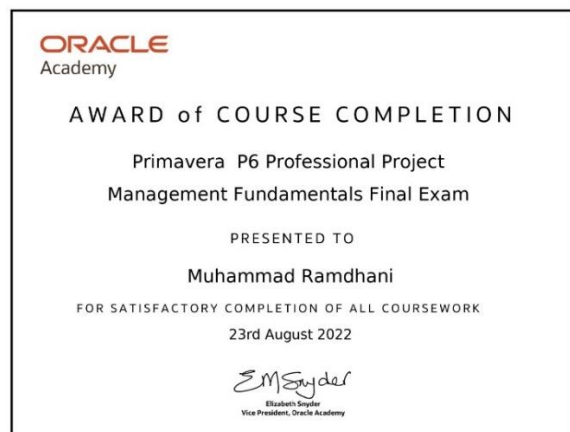 ORACLE
Academy
AWARD of COURSE COMPLETION
Primavera P6 Professional Project
Management Fundamentals Final Exam
PRESENTED TO
Muhammad Ramdhani
FOR SATISFACTORY COMPLETION OF ALL COURSEWORK
23rd August 2022
EMSnyder
Elizabeth Snyder
Vice President, Oracle Academy